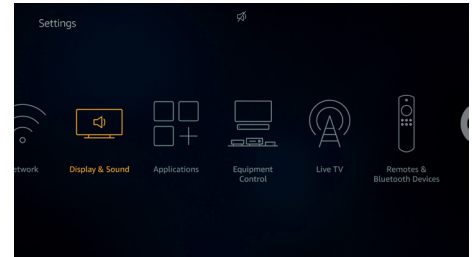 Settings
etwork
Display & Sound
Applications
Equipment
Control
Live TV
Remotes &
Bluetooth Devices